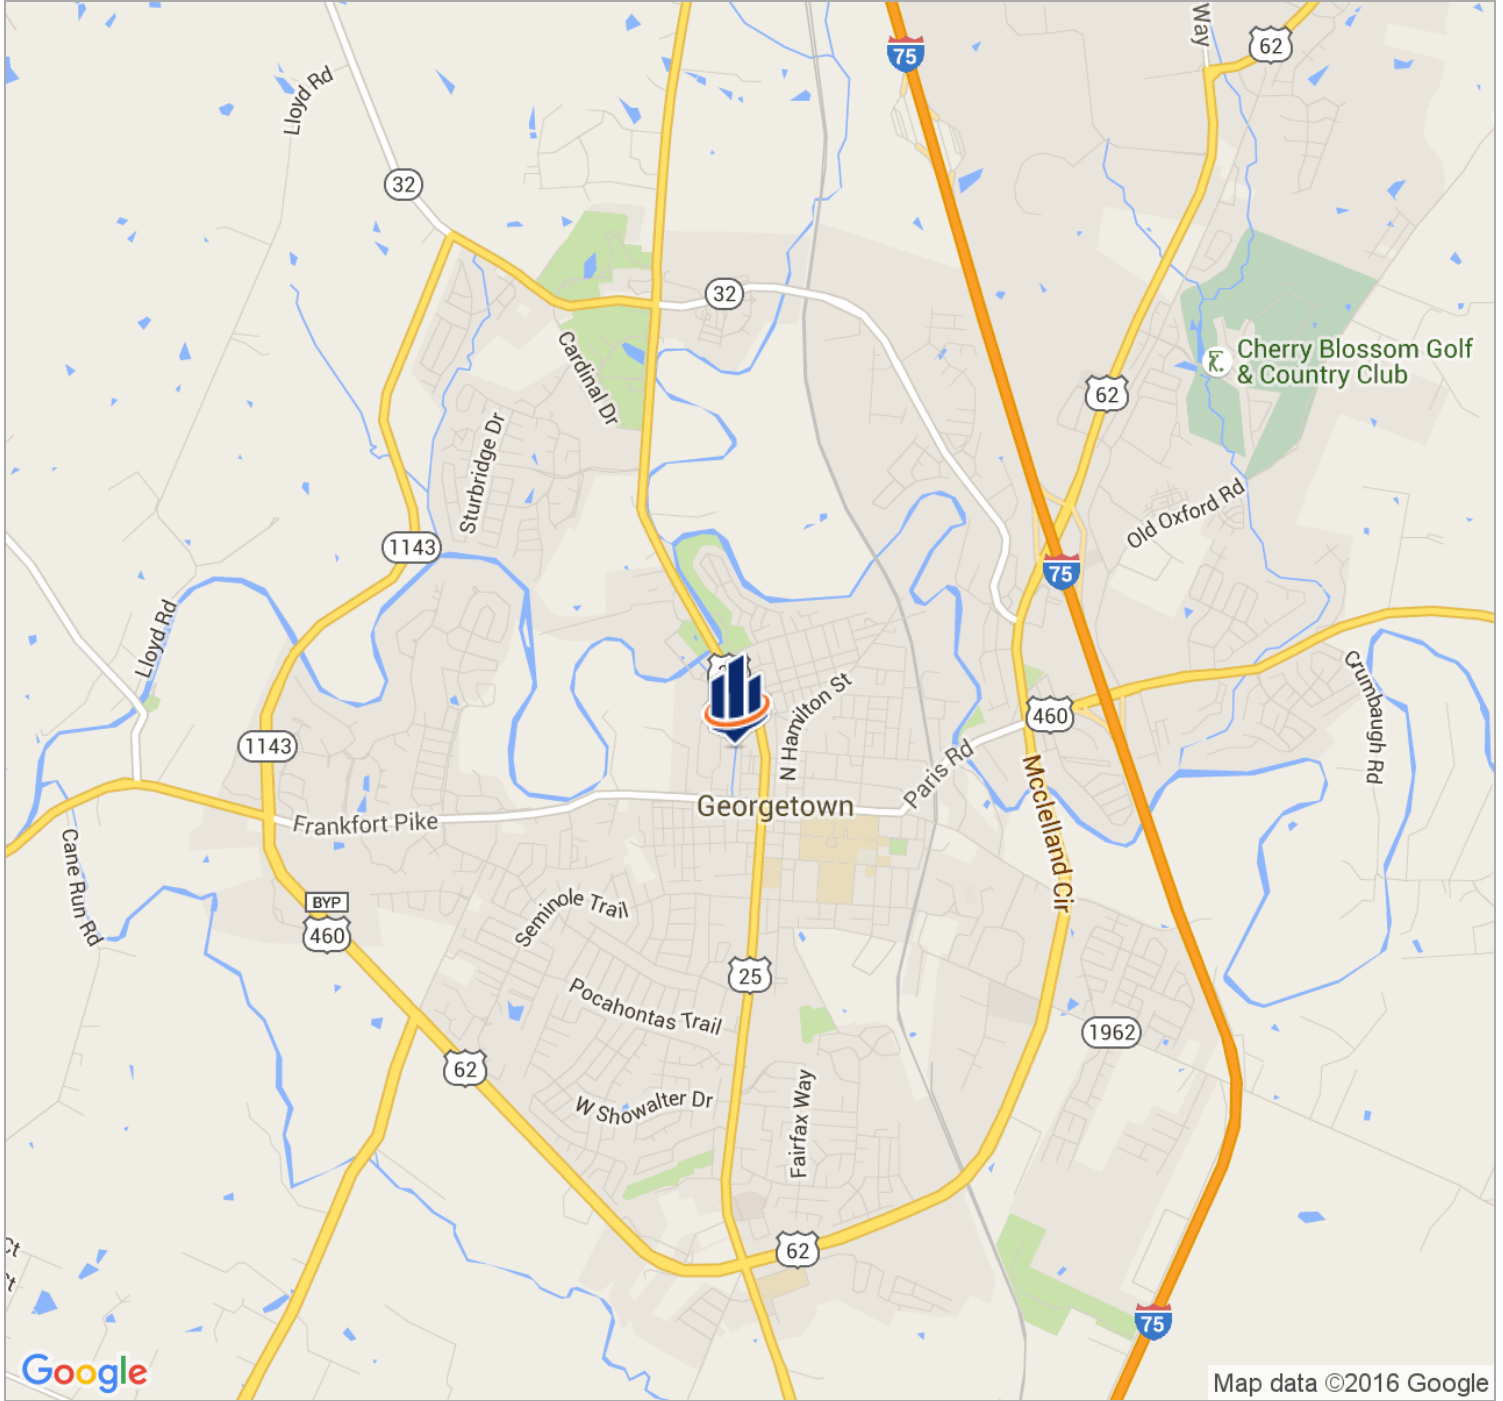 Way
62
75
Lloyd Rd
32
32
Cherry Blossom Golf
& Country Club
Cardinal Dr
62
Sturbridge Dr
Old Oxford Rd
1143
75
Lloyd Rd
Crumbaugh Rd
N Hamilton St
460
1143
Paris Rd
Mcclelland Cir
Georgetown
Frankfort Pike
Cane Run Rd
BYP
460
Seminole Trail
25
Pocahontas Trail
1962
62
W Showalter Dr
Fairfax Way
62
Ct
75
Google
Map data ©2016 Google